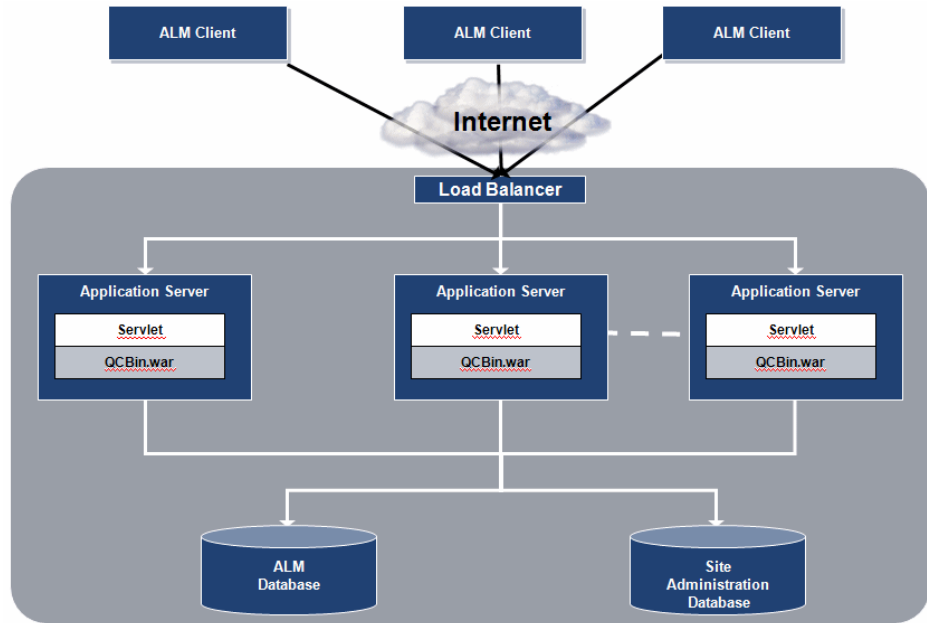 ALM Client
ALM Client
ALM Client
Internet
Load Balancer
Application Server
Application Server
Application Server
Servlet
Servlet
Servlet
QCBin.war
QCBin.war
QCBin.war
ALM
Database
Site
Administration
Database